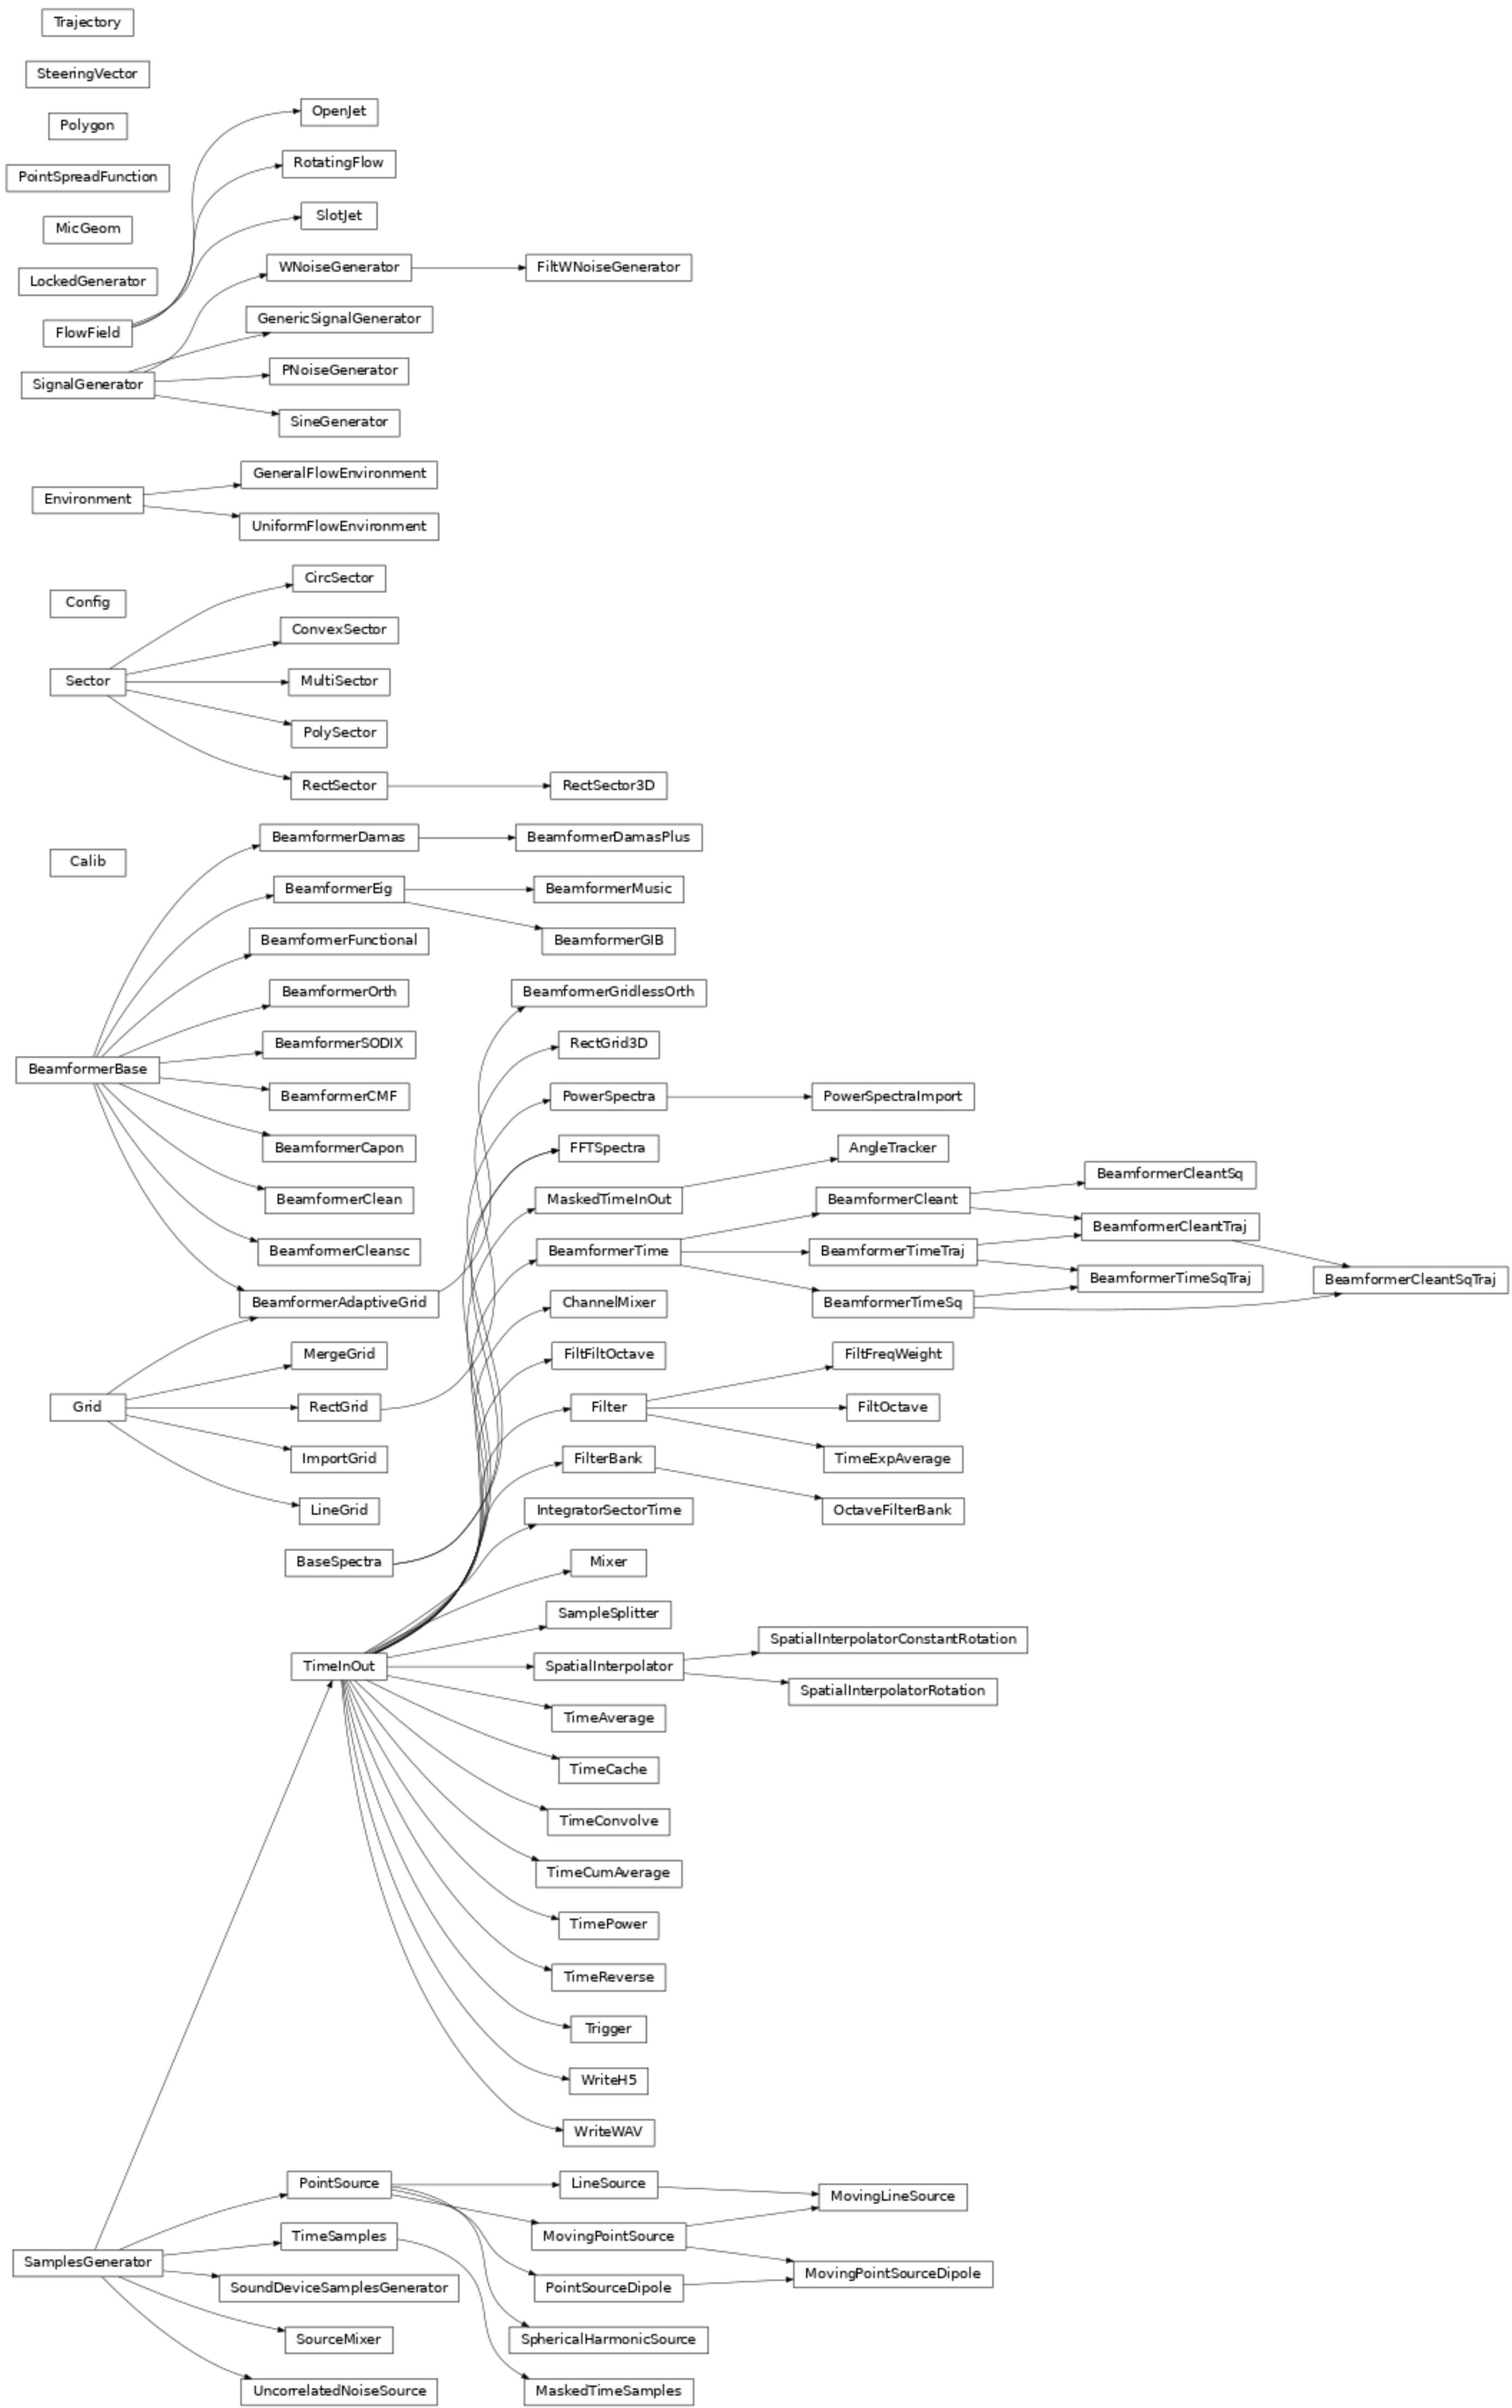 Trajectory
SteeringVector
Polygon
OpenJet
PointSpreadFunction
RotatingFlow
MicGeom
SlotJet
LockedGenerator
WNoiseGenerator
FiltWNoiseGenerator
FlowField
GenericSignalGenerator
SignalGenerator
PNoiseGenerator
SineGenerator
Environment
GeneralFlowEnvironment
UniformFlowEnvironment
Config
CircSector
ConvexSector
Sector
MultiSector
PolySector
RectSector
RectSector3D
Calib
BeamformerDamas
BeamformerDamasPlus
BeamformerEig
BeamformerMusic
BeamformerFunctional
BeamformerGIB
BeamformerOrth
BeamformerGridlessOrth
BeamformerSODIX
RectGrid3D
BeamformerBase
BeamformerCMF
PowerSpectra
PowerSpectraImport
BeamformerCapon
FFTSpectra
AngleTracker
BeamformerClean
MaskedTimeInOut
BeamformerCleant
BeamformerCleantSq
BeamformerCleantTraj
BeamformerCleansc
BeamformerTime
BeamformerTimeTraj
BeamformerTimeSqTraj
BeamformerCleantSqTraj
BeamformerAdaptiveGrid
ChannelMixer
BeamformerTimeSq
MergeGrid
FiltFiltOctave
FiltFreqWeight
Grid
RectGrid
Filter
FiltOctave
ImportGrid
FilterBank
TimeExpAverage
LineGrid
IntegratorSectorTime
OctaveFilterBank
BaseSpectra
Mixer
SampleSplitter
SpatialInterpolatorConstantRotation
TimeInOut
SpatialInterpolator
SpatialInterpolatorRotation
TimeAverage
TimeCache
TimeConvolve
TimeCumAverage
TimePower
TimeReverse
Trigger
WriteH5
WriteWAV
PointSource
LineSource
MovingLineSource
TimeSamples
MovingPointSource
SamplesGenerator
MovingPointSourceDipole
SoundDeviceSamplesGenerator
PointSourceDipole
SourceMixer
SphericalHarmonicSource
UncorrelatedNoiseSource
MaskedTimeSamples